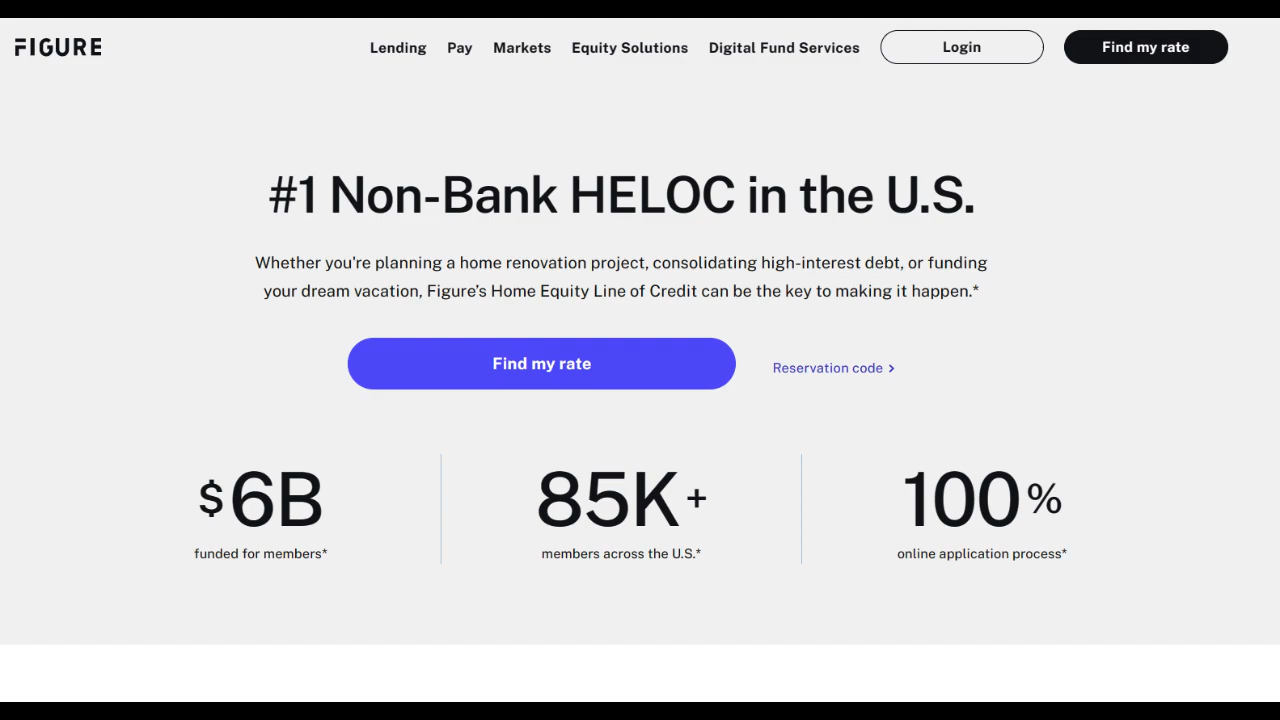 FIGURE
Lending Pay Markets Equity Solutions Digital Fund Services Login Find my rate
#1 Non-Bank HELOC in the U.S.
Whether you're planning a home renovation project, consolidating high-interest debt, or funding
your dream vacation, Figure’s Home Equity Line of Credit can be the key to making it happen.*
Find my rate
Reservation code
$6B
funded for members*
85K+
members across the U.S.*
100%
online application process*